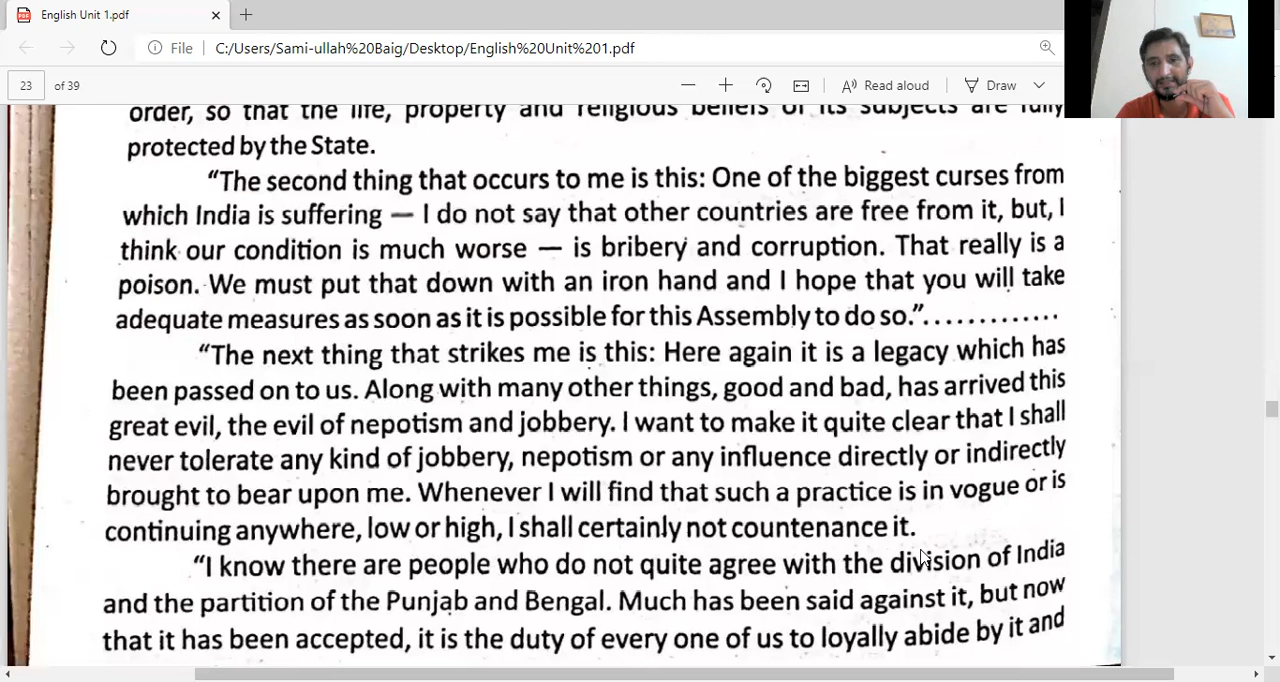 English Unit 1.pdf
File C:/Users/Sami-ullah%20Baig/Desktop/English%20Unit%201.pdf
23 of 39 Read aloud Draw
order, so that the life, property and religious beliefs of its subjects are fully
protected by the State.
“The second thing that occurs to me is this: One of the biggest curses from
which India is suffering — I do not say that other countries are free from it, but, I
think our condition is much worse — is bribery and corruption. That really is a
poison. We must put that down with an iron hand and I hope that you will take
adequate measures as soon as it is possible for this Assembly to do so.”.............
“The next thing that strikes me is this: Here again it is a legacy which has
been passed on to us. Along with many other things, good and bad, has arrived this
great evil, the evil of nepotism and jobbery. I want to make it quite clear that I shall
never tolerate any kind of jobbery, nepotism or any influence directly or indirectly
brought to bear upon me. Whenever I will find that such a practice is in vogue or is
continuing anywhere, low or high, I shall certainly not countenance it.
“I know there are people who do not quite agree with the division of India
and the partition of the Punjab and Bengal. Much has been said against it, but now
that it has been accepted, it is the duty of every one of us to loyally abide by it and